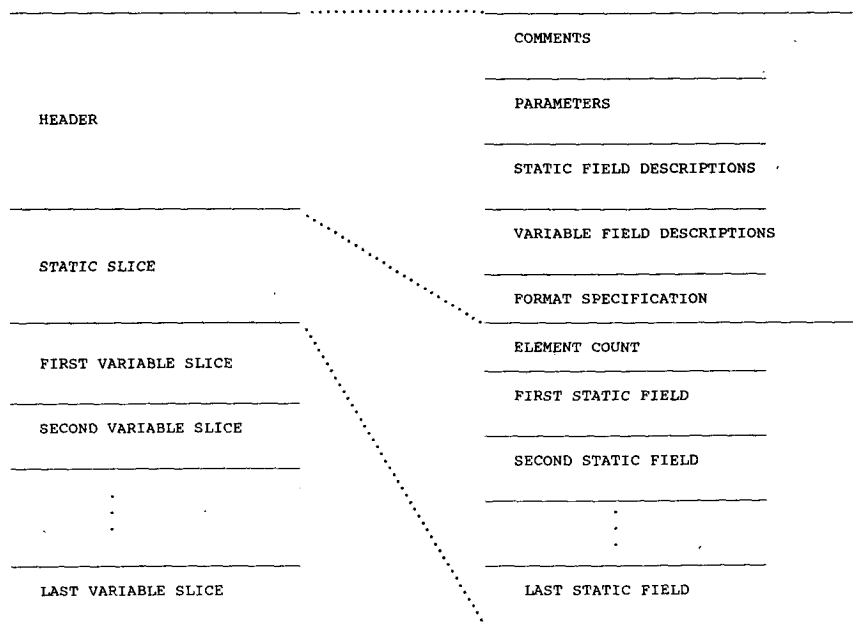 HEADER
STATIC SLICE
FIRST VARIABLE SLICE
SECOND VARIABLE SLICE
LAST VARIABLE SLICE
COMMENTS
PARAMETERS
STATIC FIELD DESCRIPTIONS
VARIABLE FIELD DESCRIPTIONS
FORMAT SPECIFICATION
ELEMENT COUNT
FIRST STATIC FIELD
SECOND STATIC FIELD
LAST STATIC FIELD